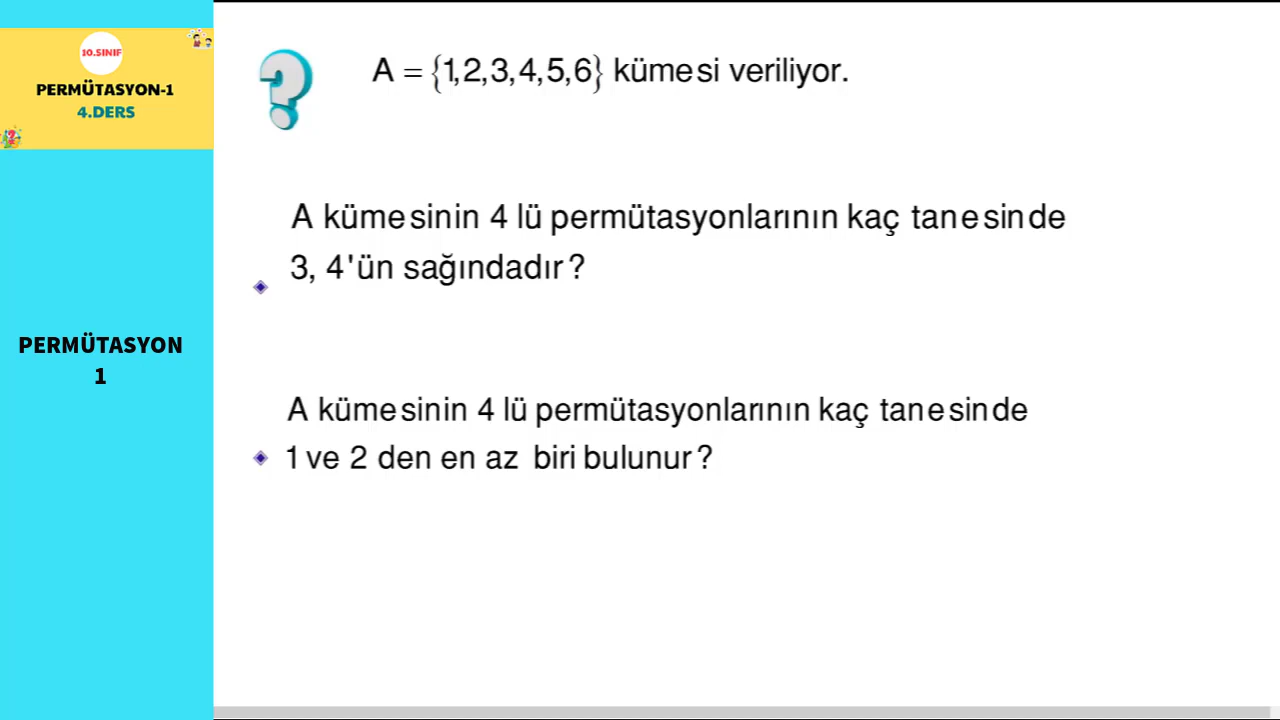 10.SINIF
PERMÜTASYON-1
4.DERS
PERMÜTASYON
1
A = {1,2,3,4,5,6} kümesi veriliyor.
A kümesinin 4 lü permütasyonlarının kaç tanesinde
3, 4'ün sağındadır?
A kümesinin 4 lü permütasyonlarının kaç tanesinde
1 ve 2 den en az biri bulunur?